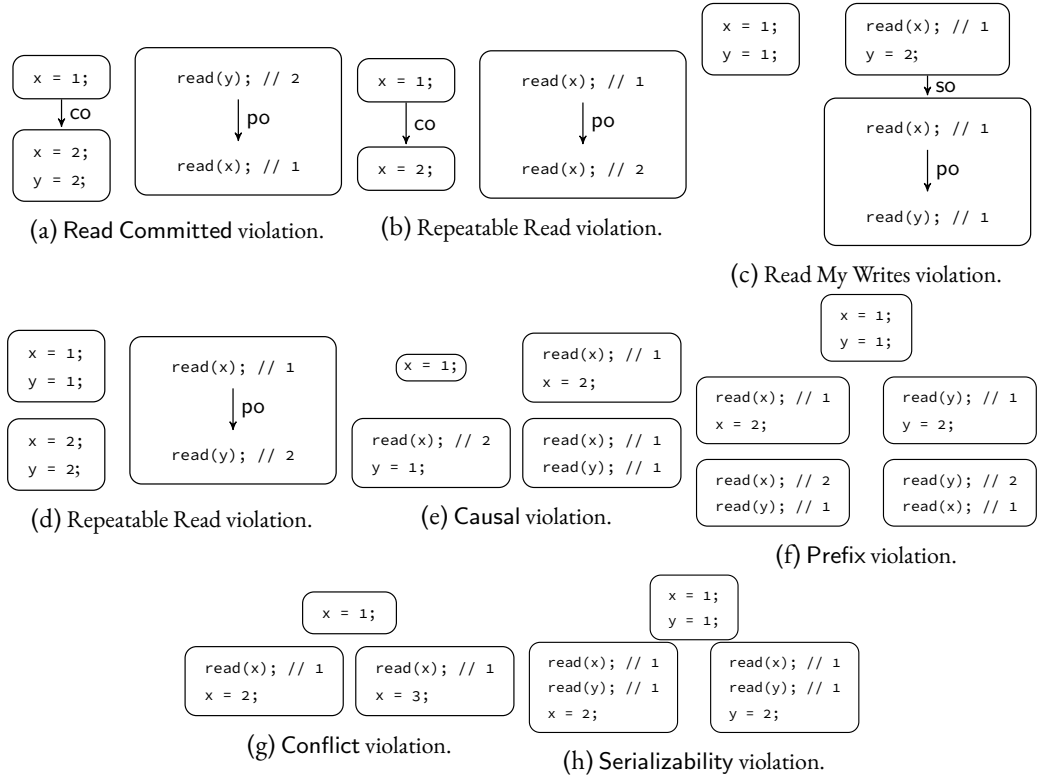 x = 1;
co
x = 2;
y = 2;
read(y); // 2
po
read(x); // 1
(a) Read Committed violation.
x = 1;
co
x = 2;
read(x); // 1
po
read(x); // 2
(b) Repeatable Read violation.
x = 1;
y = 1;
read(x); // 1
y = 2;
so
read(x); // 1
po
read(y); // 1
(c) Read My Writes violation.
x = 1;
y = 1;
x = 2;
y = 2;
read(x); // 1
po
read(y); // 2
(d) Repeatable Read violation.
x = 1;
read(x); // 1
x = 2;
read(x); // 2
y = 1;
read(x); // 1
read(y); // 1
(e) Causal violation.
x = 1;
y = 1;
read(x); // 1
x = 2;
read(y); // 1
y = 2;
read(x); // 2
read(y); // 1
read(y); // 2
read(x); // 1
(f) Prefix violation.
x = 1;
read(x); // 1
x = 2;
read(x); // 1
x = 3;
(g) Conflict violation.
x = 1;
y = 1;
read(x); // 1
read(y); // 1
x = 2;
read(x); // 1
read(y); // 1
y = 2;
(h) Serializability violation.